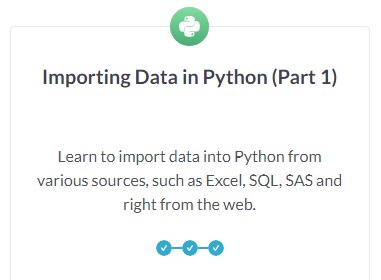 Importing Data in Python (Part 1)
Learn to import data into Python from
various sources, such as Excel, SQL, SAS and
right from the web.